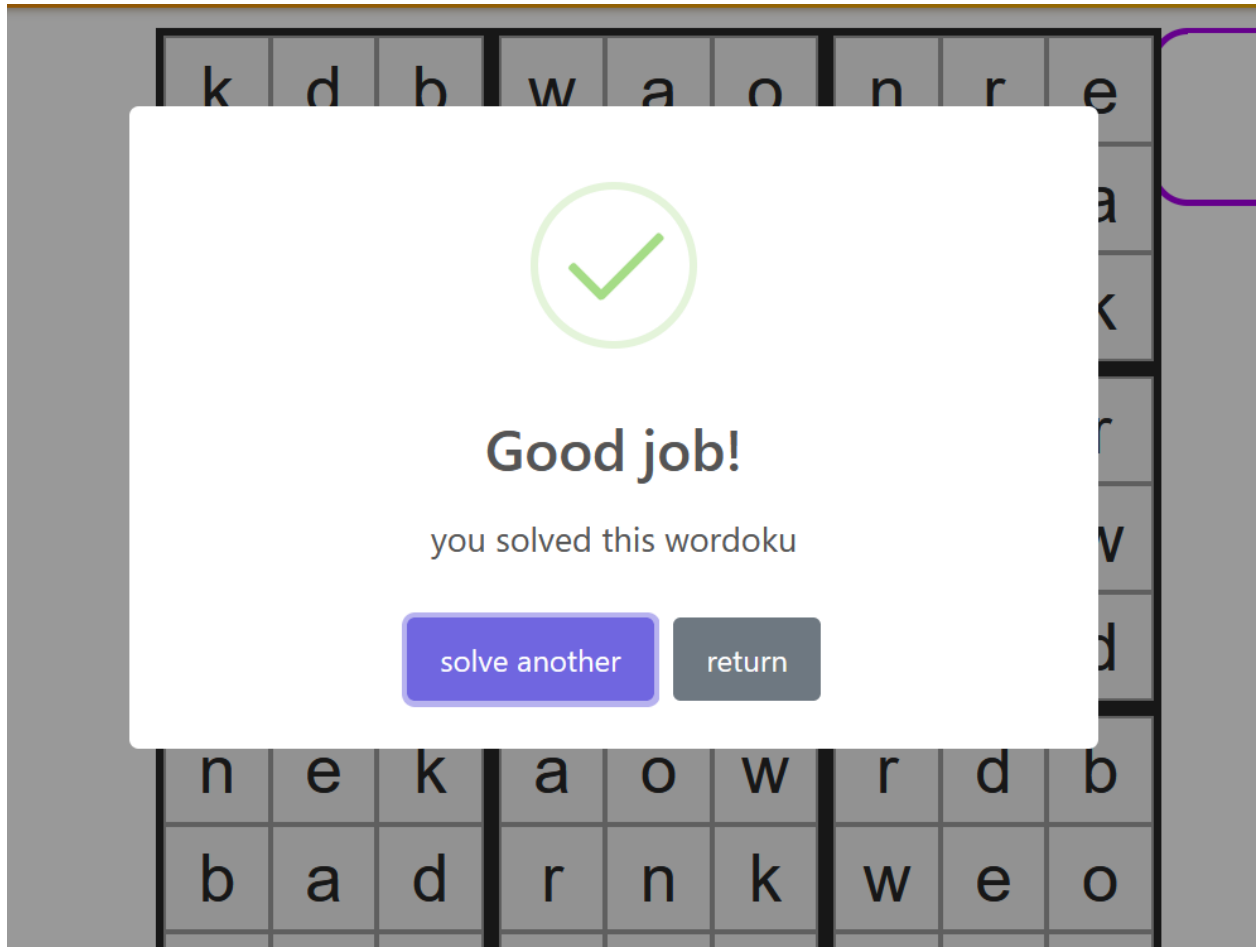 k d b w a o n r e
a
k
r
w
d
Good job!
you solved this wordoku
solve another return
n e k a o w r d b
b a d r n k w e o